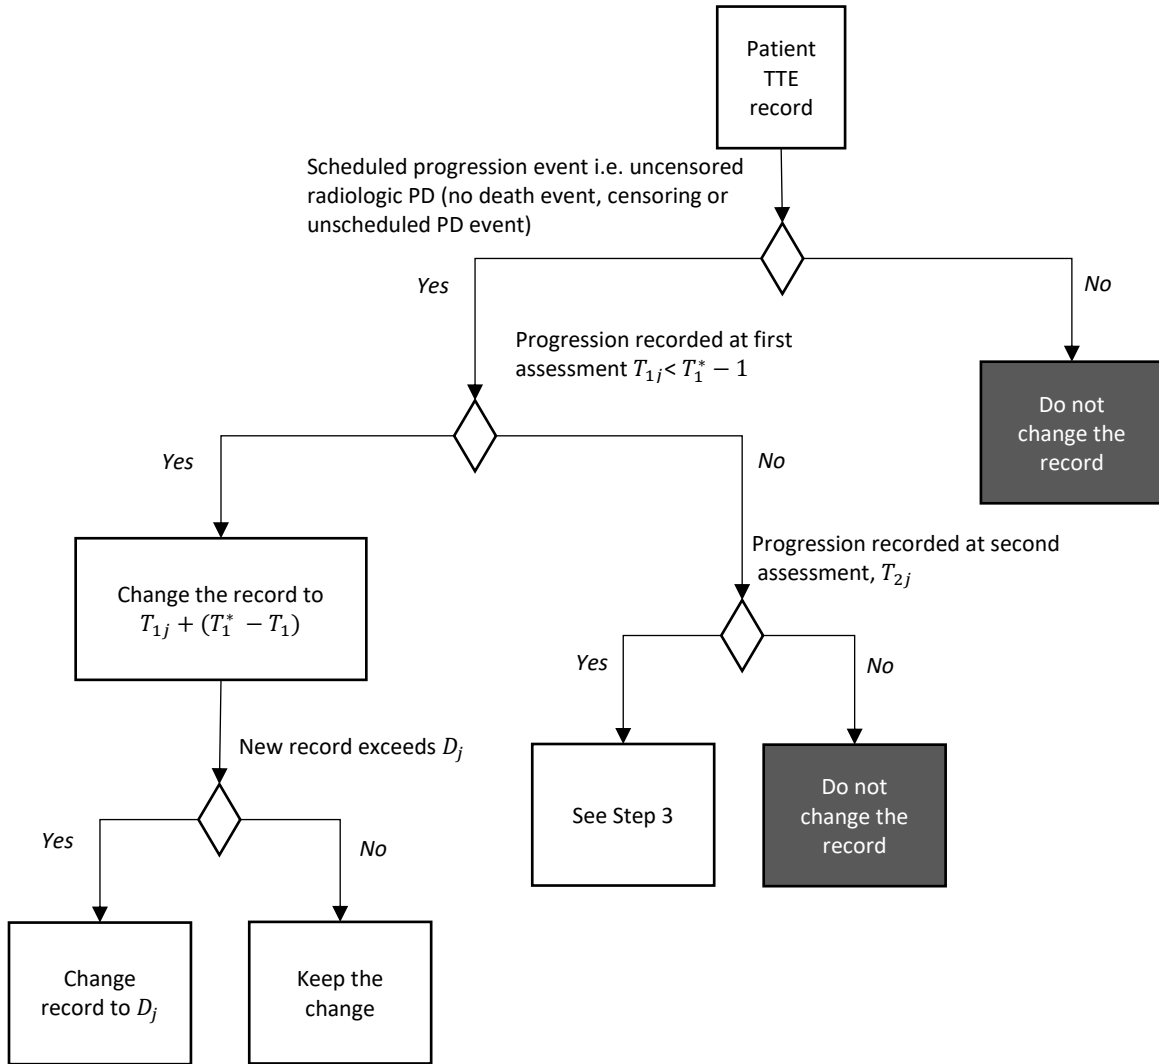 Patient
TTE
record
Scheduled progression event i.e. uncensored
radiologic PD (no death event, censoring or
unscheduled PD event)
Yes
No
Progression recorded at first
assessment T₁ⱼ< T₁* − 1
Do not
change the
record
Yes
No
Change the record to
T₁ⱼ + (T₁* − T₁)
Progression recorded at second
assessment, T₂ⱼ
Yes
No
New record exceeds Dⱼ
See Step 3
Do not
change the
record
Yes
No
Change
record to Dⱼ
Keep the
change